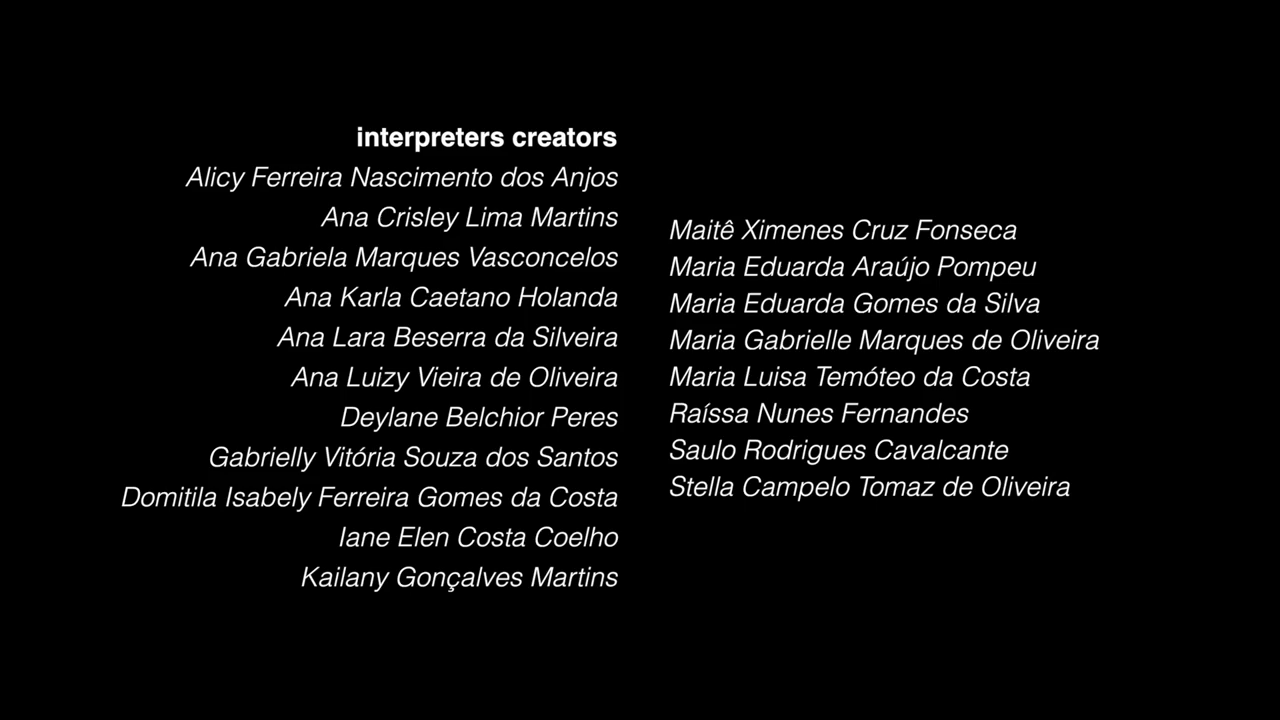 interpreters creators
Alicy Ferreira Nascimento dos Anjos
Ana Crisley Lima Martins
Ana Gabriela Marques Vasconcelos
Ana Karla Caetano Holanda
Ana Lara Beserra da Silveira
Ana Luizy Vieira de Oliveira
Deylane Belchior Peres
Gabrielly Vitória Souza dos Santos
Domitila Isabely Ferreira Gomes da Costa
Iane Elen Costa Coelho
Kailany Gonçalves Martins
Maitê Ximenes Cruz Fonseca
Maria Eduarda Araújo Pompeu
Maria Eduarda Gomes da Silva
Maria Gabrielle Marques de Oliveira
Maria Luisa Temóteo da Costa
Raíssa Nunes Fernandes
Saulo Rodrigues Cavalcante
Stella Campelo Tomaz de Oliveira